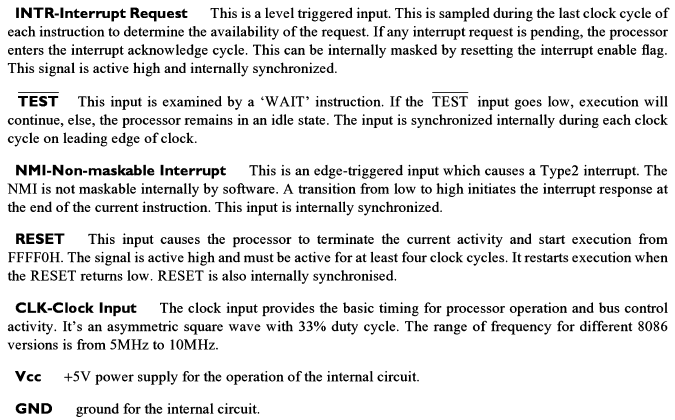 INTR-Interrupt Request This is a level triggered input. This is sampled during the last clock cycle of
each instruction to determine the availability of the request. If any interrupt request is pending, the processor
enters the interrupt acknowledge cycle. This can be internally masked by resetting the interrupt enable flag.
This signal is active high and internally synchronized.
TEST This input is examined by a ‘WAIT’ instruction. If the TEST input goes low, execution will
continue, else, the processor remains in an idle state. The input is synchronized internally during each clock
cycle on leading edge of clock.
NMI-Non-maskable Interrupt This is an edge-triggered input which causes a Type2 interrupt. The
NMI is not maskable internally by software. A transition from low to high initiates the interrupt response at
the end of the current instruction. This input is internally synchronized.
RESET This input causes the processor to terminate the current activity and start execution from
FFFF0H. The signal is active high and must be active for at least four clock cycles. It restarts execution when
the RESET returns low. RESET is also internally synchronised.
CLK-Clock Input The clock input provides the basic timing for processor operation and bus control
activity. It’s an asymmetric square wave with 33% duty cycle. The range of frequency for different 8086
versions is from 5MHz to 10MHz.
Vcc +5V power supply for the operation of the internal circuit.
GND ground for the internal circuit.